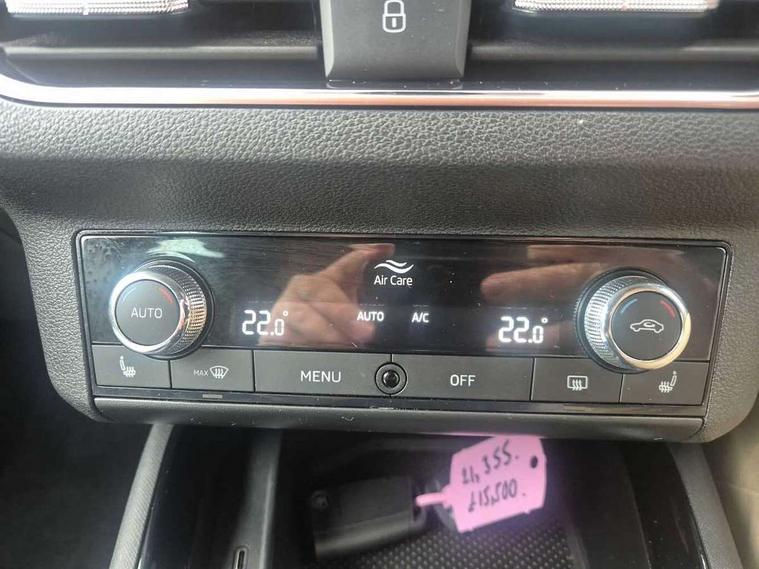 Air Care
AUTO
22.0°
AUTO A/C
22.0°
MAX
MENU
OFF
21,355.
£15,500.